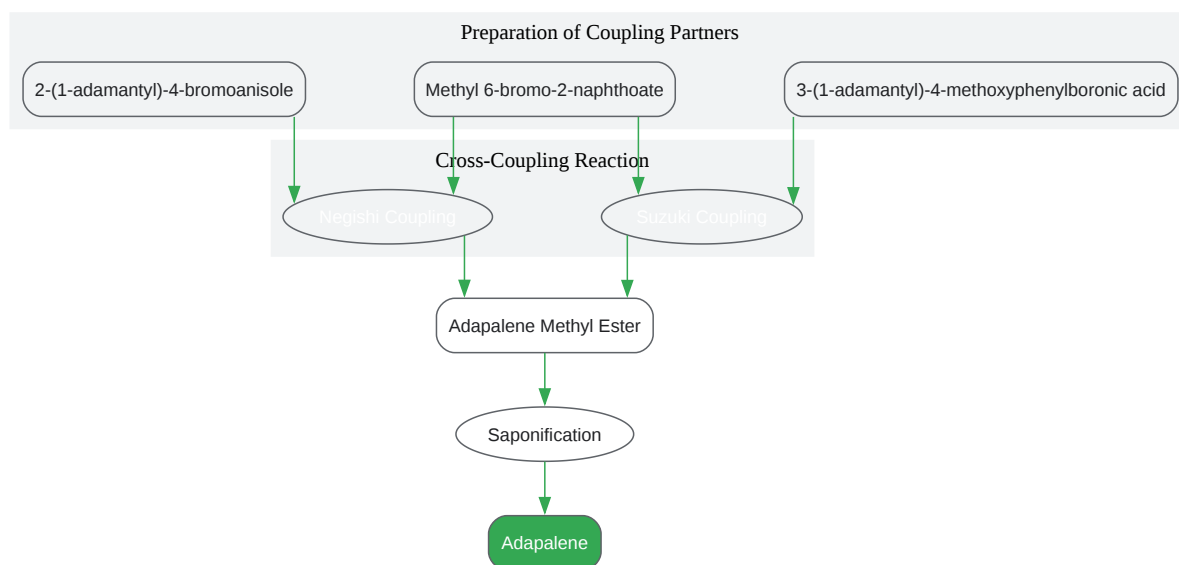 Preparation of Coupling Partners
2-(1-adamantyl)-4-bromoanisole
Methyl 6-bromo-2-naphthoate
3-(1-adamantyl)-4-methoxyphenylboronic acid
Cross-Coupling Reaction
Negishi Coupling
Suzuki Coupling
Adapalene Methyl Ester
Saponification
Adapalene